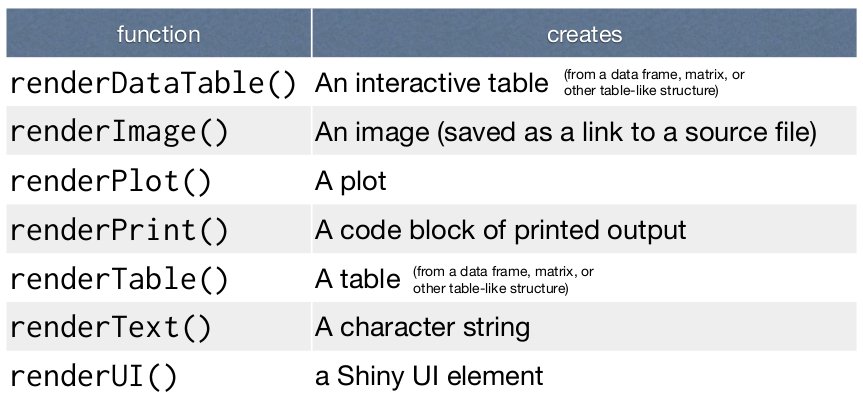 function creates
renderDataTable() An interactive table (from a data frame, matrix, or
other table-like structure)
renderImage() An image (saved as a link to a source file)
renderPlot() A plot
renderPrint() A code block of printed output
renderTable() A table (from a data frame, matrix, or
other table-like structure)
renderText() A character string
renderUI() a Shiny UI element